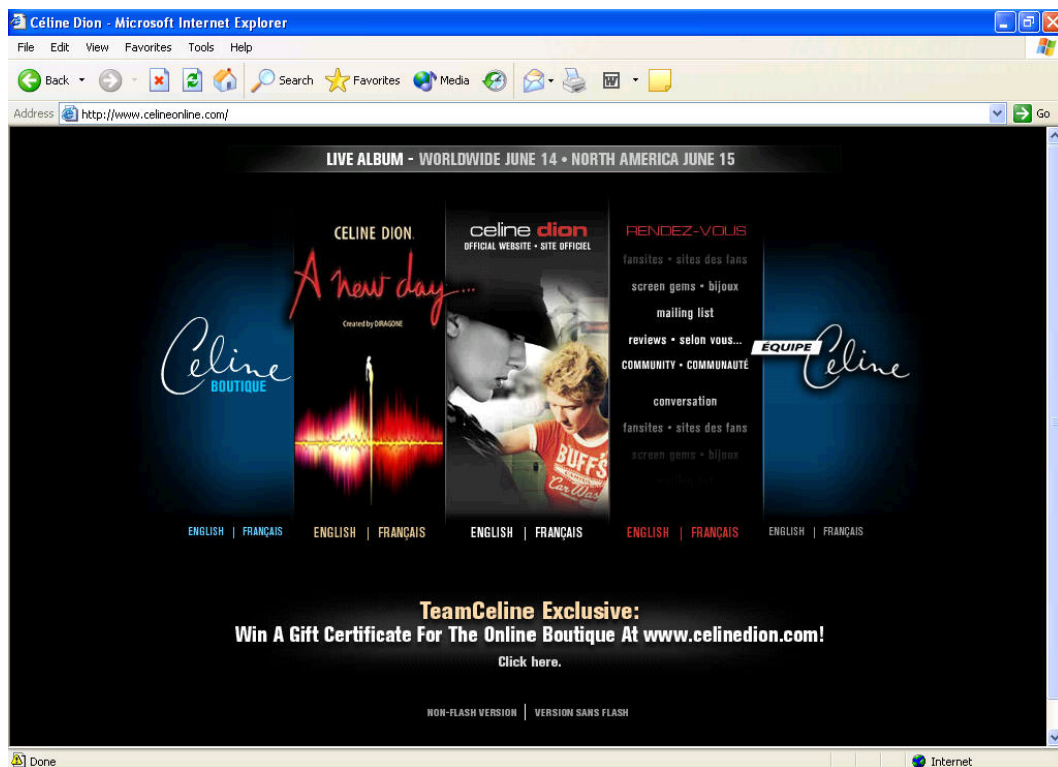 Céline Dion - Microsoft Internet Explorer
File Edit View Favorites Tools Help
Back Search Favorites Media
Address http://www.celineonline.com/ Go
LIVE ALBUM - WORLDWIDE JUNE 14 • NORTH AMERICA JUNE 15
Celine
BOUTIQUE
ENGLISH | FRANÇAIS
CELINE DION
A new day...
Created by DRAGONE
ENGLISH | FRANÇAIS
celine dion
OFFICIAL WEBSITE • SITE OFFICIEL
BUFF'S
Car Wash
ENGLISH | FRANÇAIS
RENDEZ-VOUS
fansites • sites des fans
screen gems • bijoux
mailing list
reviews • selon vous...
COMMUNITY • COMMUNAUTÉ
conversation
fansites • sites des fans
screen gems • bijoux
ENGLISH | FRANÇAIS
ÉQUIPE
Celine
ENGLISH | FRANÇAIS
TeamCeline Exclusive:
Win A Gift Certificate For The Online Boutique At www.celinedion.com!
Click here.
NON-FLASH VERSION | VERSION SANS FLASH
Done Internet